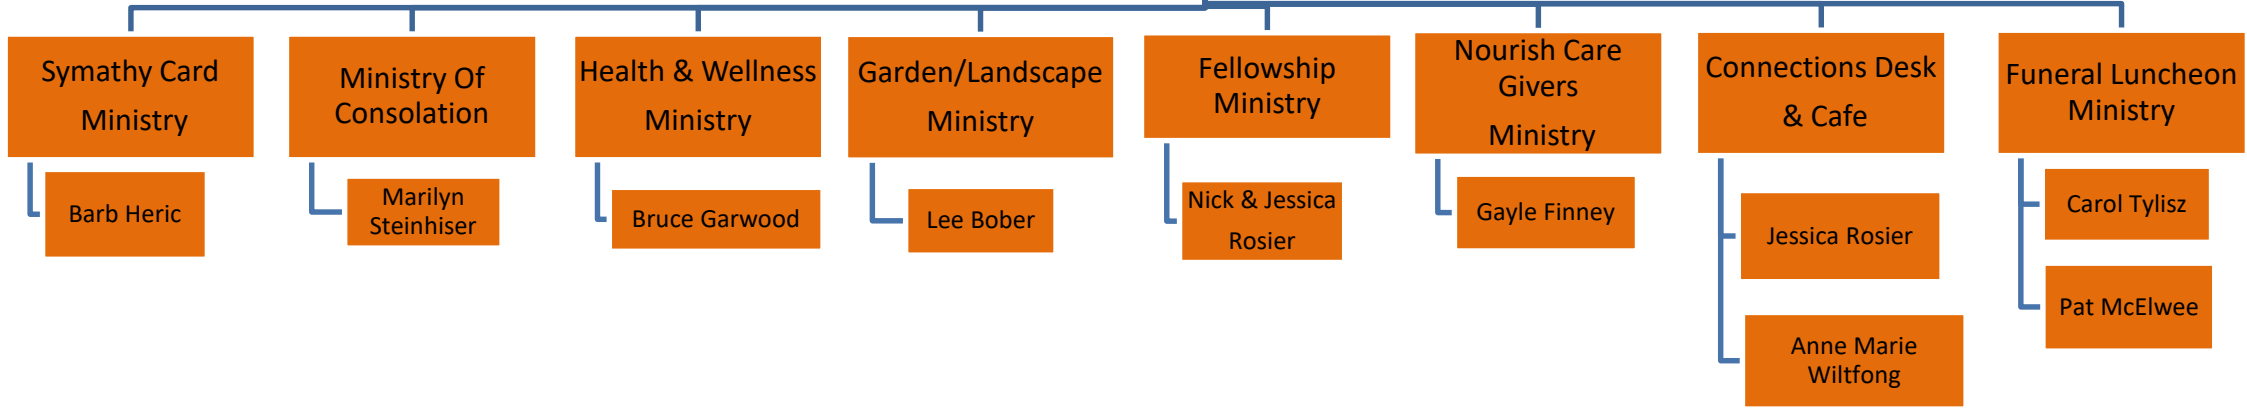 Symathy Card
Ministry
Barb Heric
Ministry Of
Consolation
Marilyn
Steinhiser
Health & Wellness
Ministry
Bruce Garwood
Garden/Landscape
Ministry
Lee Bober
Fellowship
Ministry
Nick & Jessica
Rosier
Nourish Care
Givers
Ministry
Gayle Finney
Connections Desk
& Cafe
Jessica Rosier
Anne Marie
Wiltfong
Funeral Luncheon
Ministry
Carol Tylisz
Pat McElwee